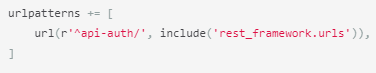 urlpatterns += [
    url(r'^api-auth/', include('rest_framework.urls')),
]